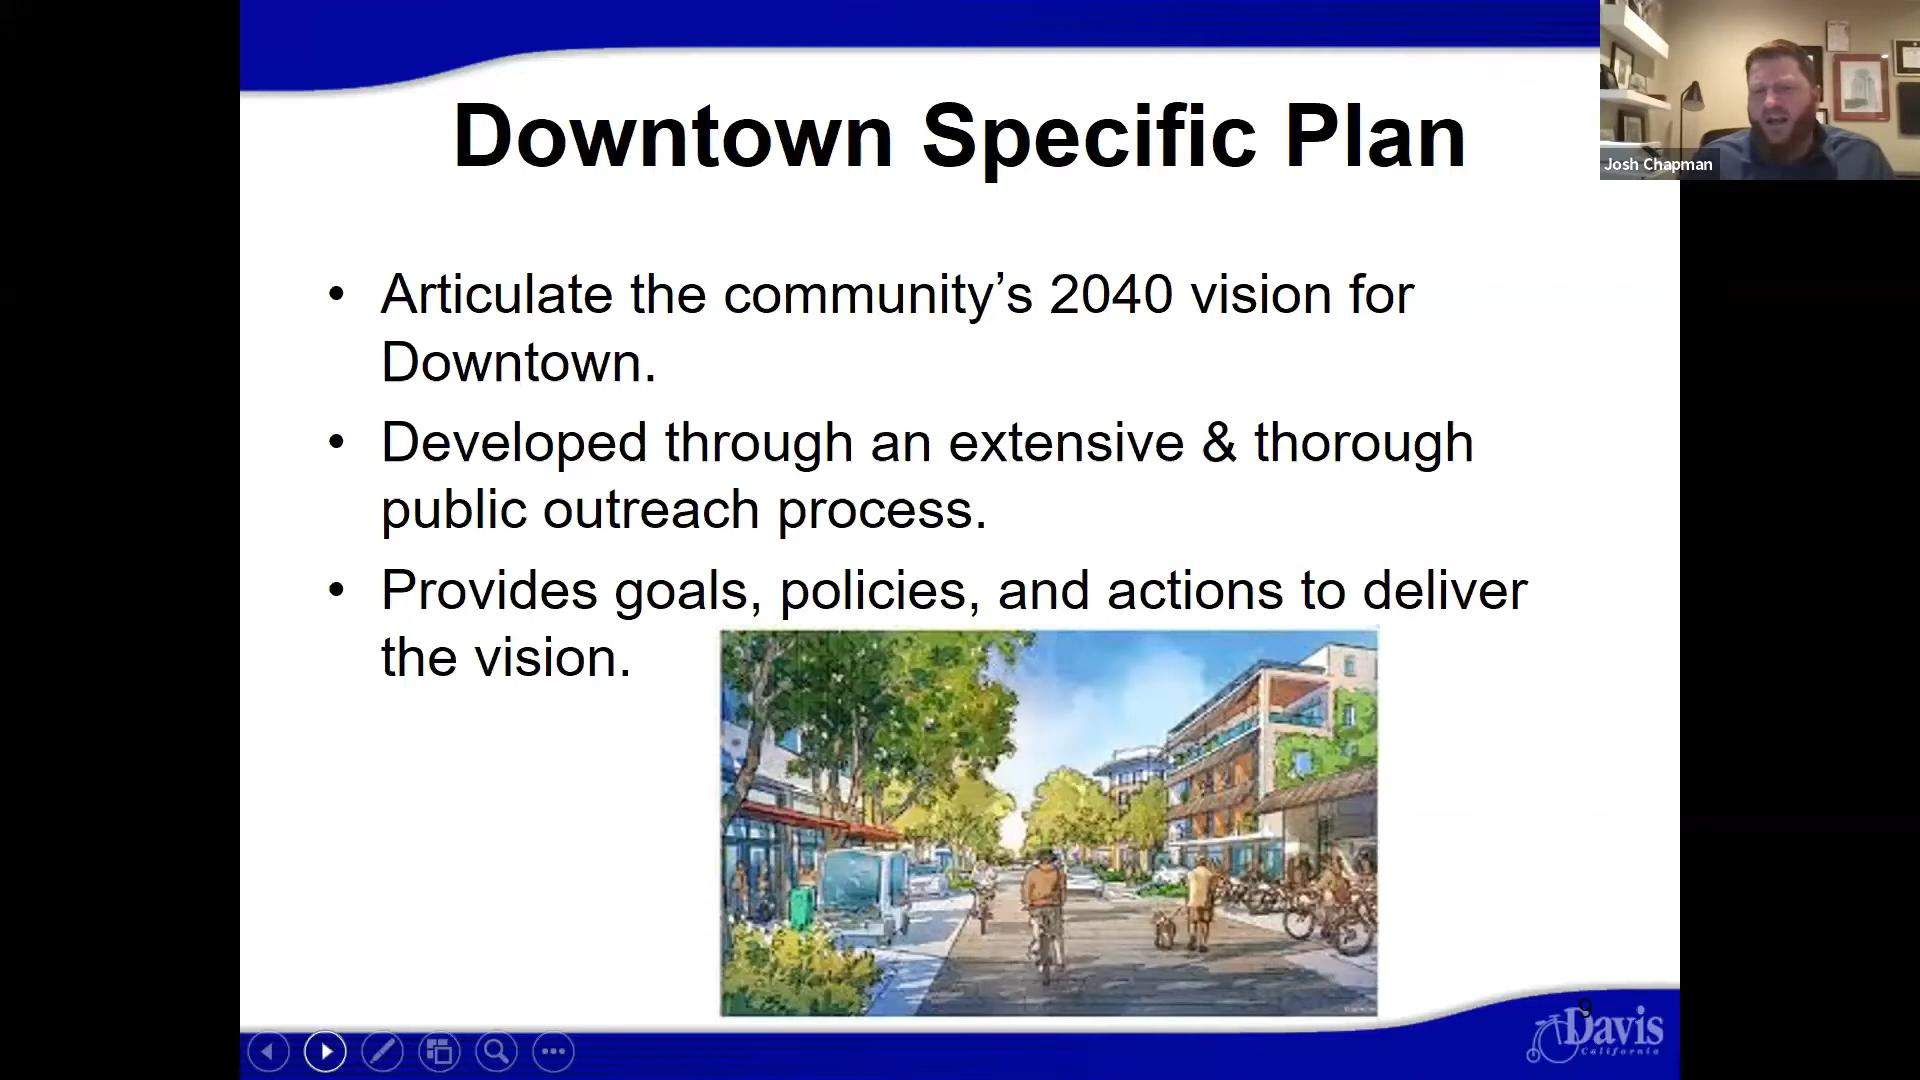 Downtown Specific Plan
Josh Chapman
• Articulate the community’s 2040 vision for
Downtown.
• Developed through an extensive & thorough
public outreach process.
• Provides goals, policies, and actions to deliver
the vision.
9
Davis
California